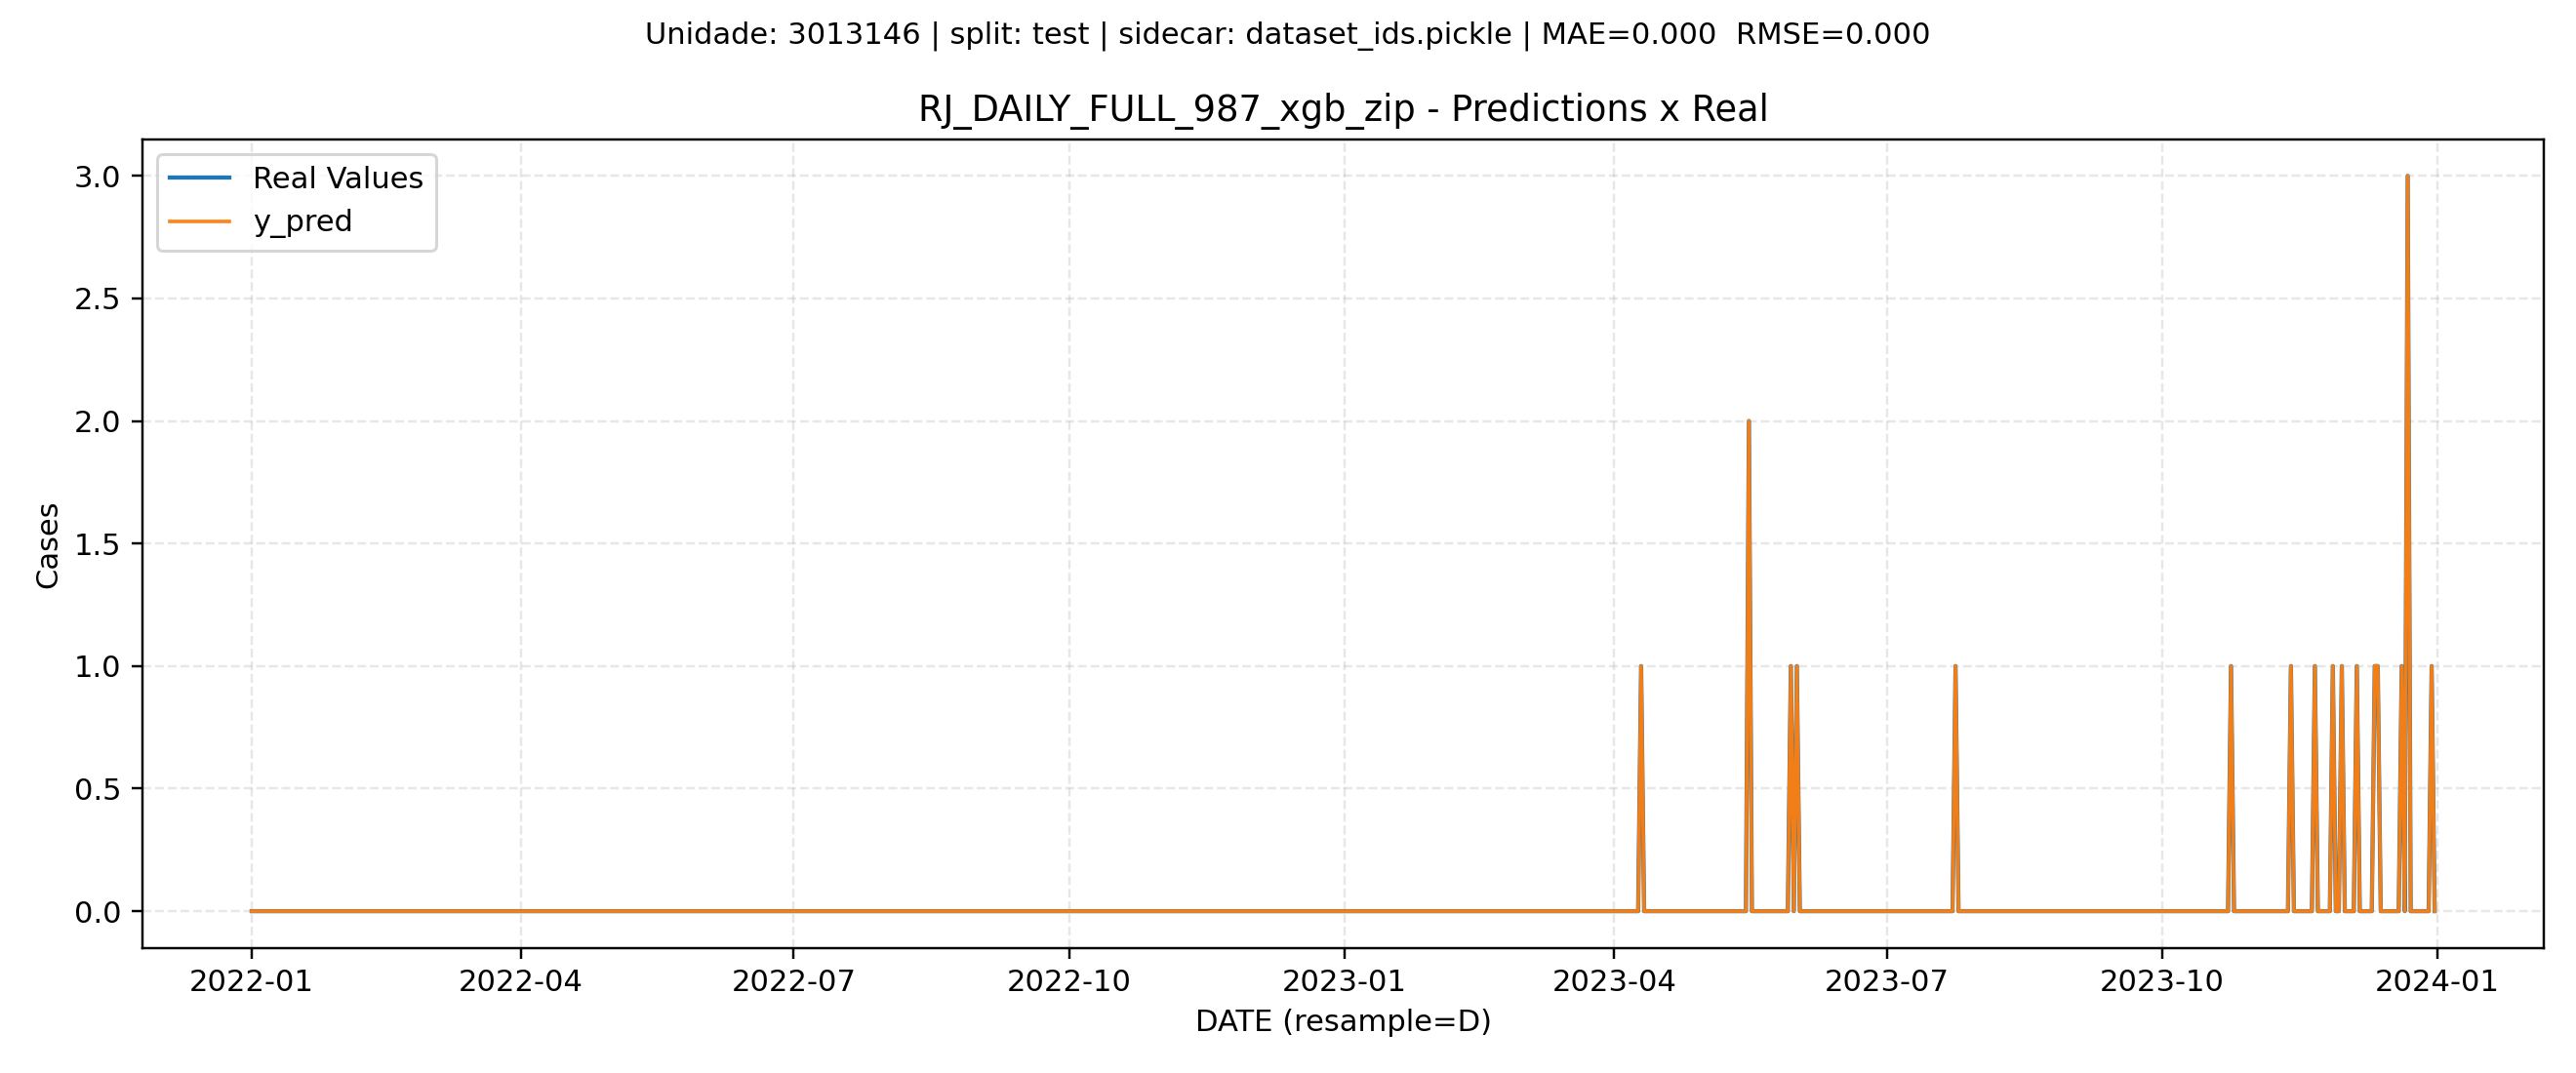 Unidade: 3013146 | split: test | sidecar: dataset_ids.pickle | MAE=0.000  RMSE=0.000
RJ_DAILY_FULL_987_xgb_zip - Predictions x Real
Real Values
y_pred
3.0
2.5
2.0
1.5
1.0
0.5
0.0
Cases
2022-01 2022-04 2022-07 2022-10 2023-01 2023-04 2023-07 2023-10 2024-01
DATE (resample=D)